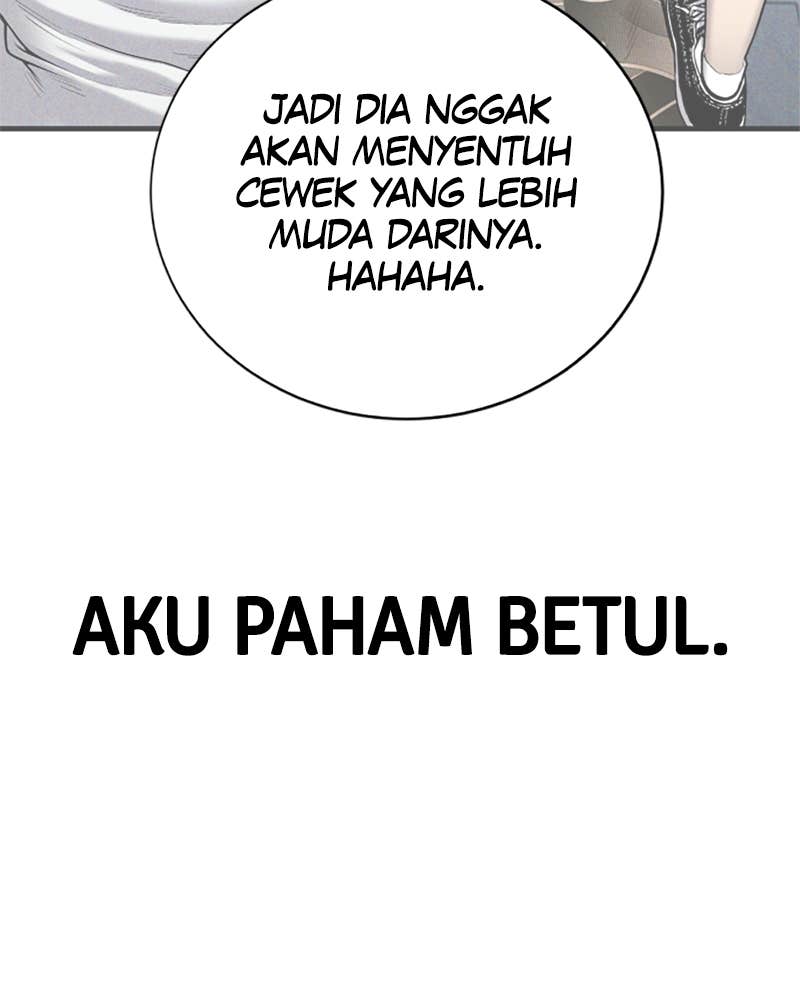 JADI DIA NGGAK
AKAN MENYENTUH
CEWEK YANG LEBIH
MUDA DARINYA.
HAHAHA.
AKU PAHAM BETUL.